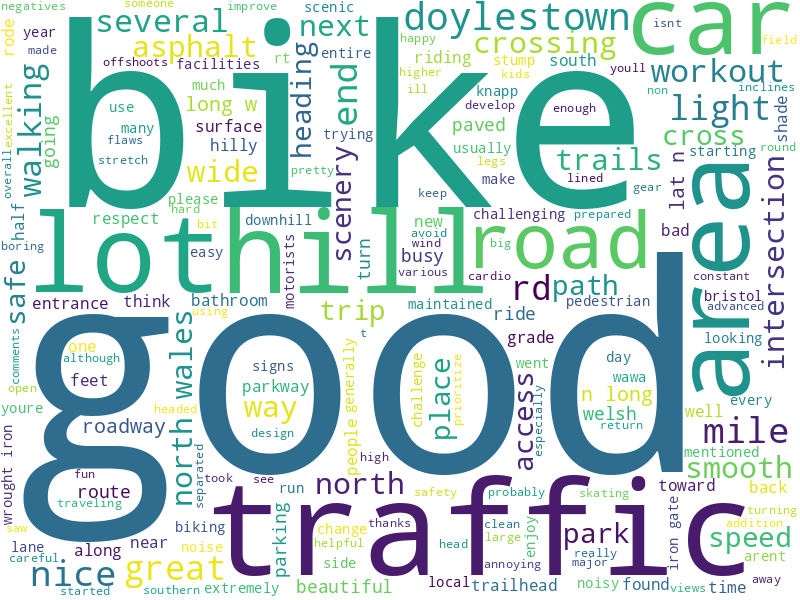 negatives
someone
improve
scenic
several
next
doylestown
car
isnt
happy
rode
year
rt
riding
stump
crossing
field
made
offshoots
entire
asphalt
higher
kids
youll
non
excellent
walking
facilities
bike
heading
ill
south
workout
inclines
going
much
long w
end
knapp
develop
enough
light
shade
use
surface
trying
paved
cross
many
flaws
hilly
usually
legs
trails
starting
round
overall
stretch
wide
pretty
make
lined
gear
lat n
half
please
scenery
keep
respect
hard
downhill
new
challenging
prepared
area
intersection
boring
bit
turn
avoid
big
bad
safe
easy
lot
hill
wind
busy
road
motorists
various
cardio
rd
path
constant
entrance
think
bathroom
maintained
pedestrian
bristol
advanced
using
trip
ride
comments
north wales
t
grade
looking
one
although
signs
day
wawa
open
feet
parkway
people generally
challenge
place
prioritize
went
n long
every
youre
headed
way
access
especially
welsh
well
roadway
design
return
mile
good
mentioned
wrought iron
fun
separated
high
smooth
route
took
see
north
safety
probably
skating
toward
back
traveling
run
traffic
saw
biking
parking
change
thanks
clean
enjoy
park
iron gate
speed
turning
lane
along
near
noise
helpful
large
really
addition
careful
great
side
head
annoying
major
arent
started
nice
southern
extremely
beautiful
local
trailhead
noisy
found
views
time
away